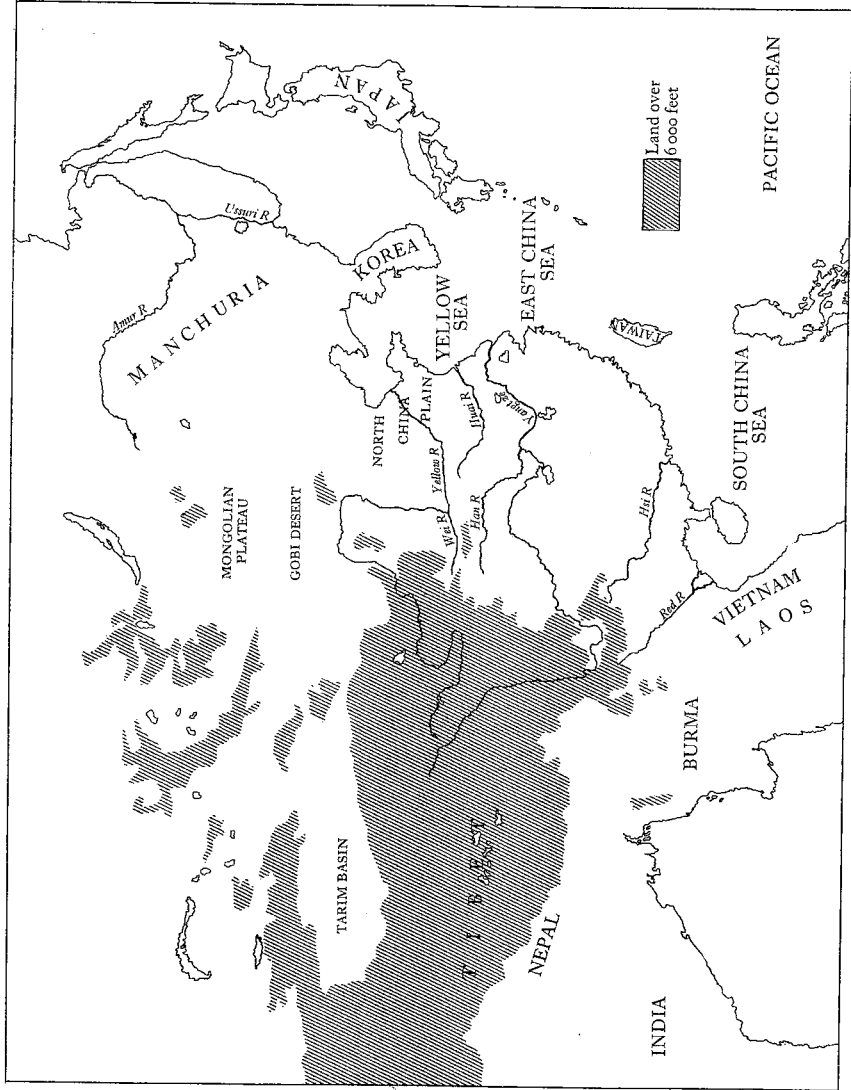 Amur R
Ussuri R
MANCHURIA
JAPAN
MONGOLIAN
PLATEAU
GOBI DESERT
KOREA
NORTH
CHINA
PLAIN
YELLOW
SEA
TARIM BASIN
Yellow R
Wei R
Huai R
Han R
Yangtze
EAST CHINA
SEA
TIBET
NEPAL
Hsi R
TAIWAN
Land over
6 000 feet
Red R
INDIA
BURMA
VIETNAM
LAOS
SOUTH CHINA
SEA
PACIFIC OCEAN